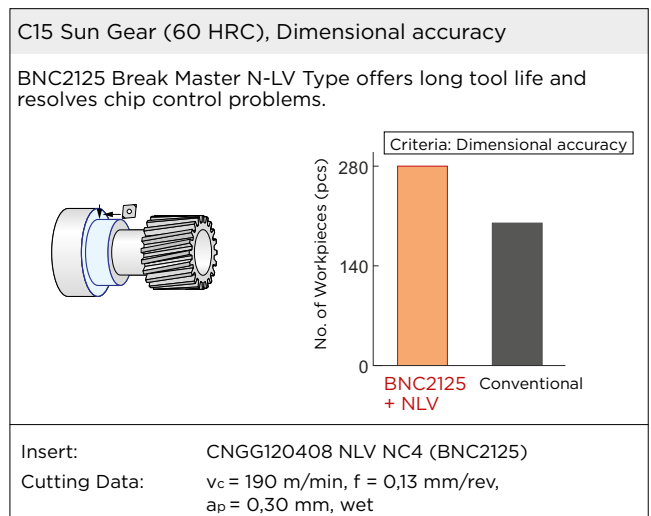 C15 Sun Gear (60 HRC), Dimensional accuracy
BNC2125 Break Master N-LV Type offers long tool life and
resolves chip control problems.
Criteria: Dimensional accuracy
No. of Workpieces (pcs)
280
140
0
BNC2125
+ NLV
Conventional
Insert: CNGG120408 NLV NC4 (BNC2125)
Cutting Data: vc = 190 m/min, f = 0,13 mm/rev,
ap = 0,30 mm, wet